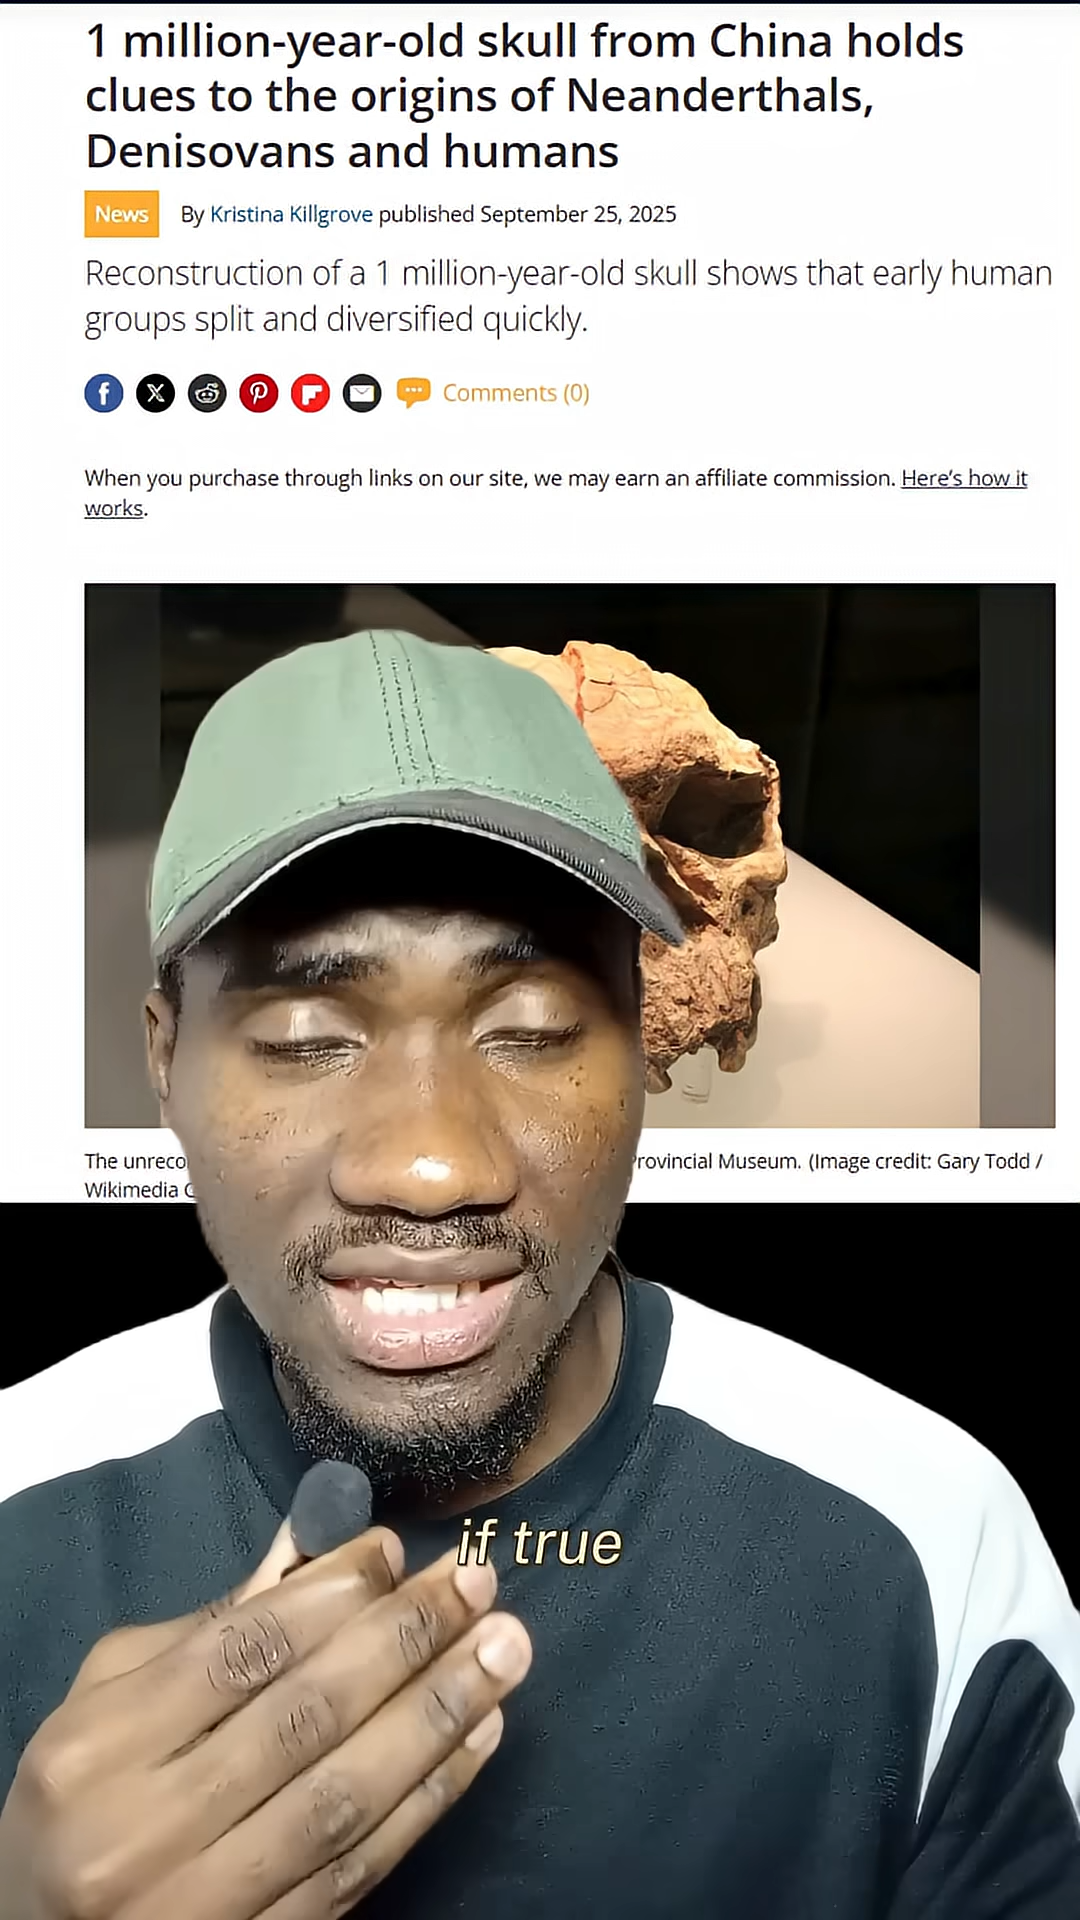 1 million-year-old skull from China holds
clues to the origins of Neanderthals,
Denisovans and humans
News
By Kristina Killgrove published September 25, 2025
Reconstruction of a 1 million-year-old skull shows that early human
groups split and diversified quickly.
Comments (0)
When you purchase through links on our site, we may earn an affiliate commission. Here's how it
works.
The unreco
rovincial Museum. (Image credit: Gary Todd /
Wikimedia C
if true